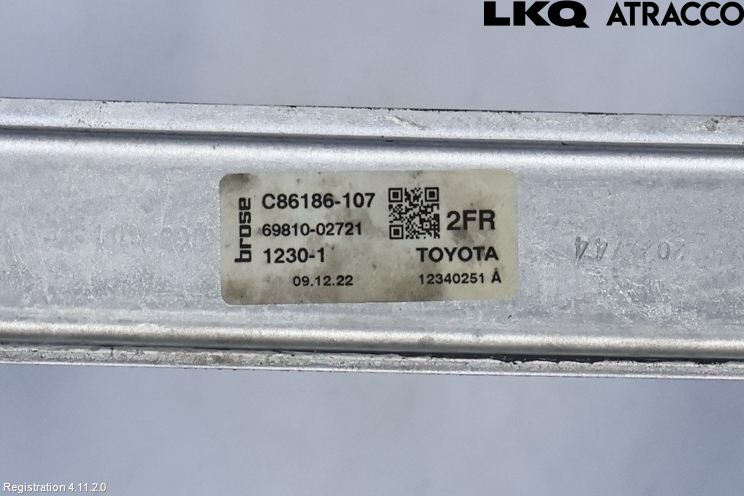 LKQ ATRACCO
brose
C86186-107
69810-02721
2FR
1230-1
TOYOTA
09.12.22
12340251 A
Registration 4.11.2.0